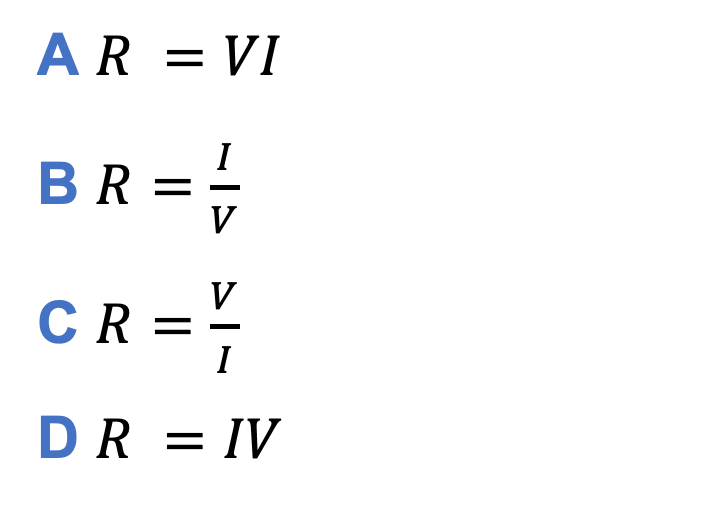 A R = VI
B R = I/V
C R = V/I
D R = IV